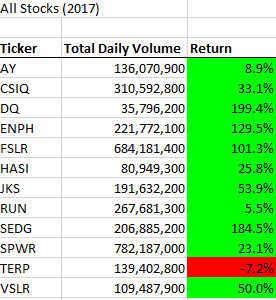 All Stocks (2017)
Ticker Total Daily Volume Return
AY 136,070,900 8.9%
CSIQ 310,592,800 33.1%
DQ 35,796,200 199.4%
ENPH 221,772,100 129.5%
FSLR 684,181,400 101.3%
HASI 80,949,300 25.8%
JKS 191,632,200 53.9%
RUN 267,681,300 5.5%
SEDG 206,885,200 184.5%
SPWR 782,187,000 23.1%
TERP 139,402,800 -7.2%
VSLR 109,487,900 50.0%